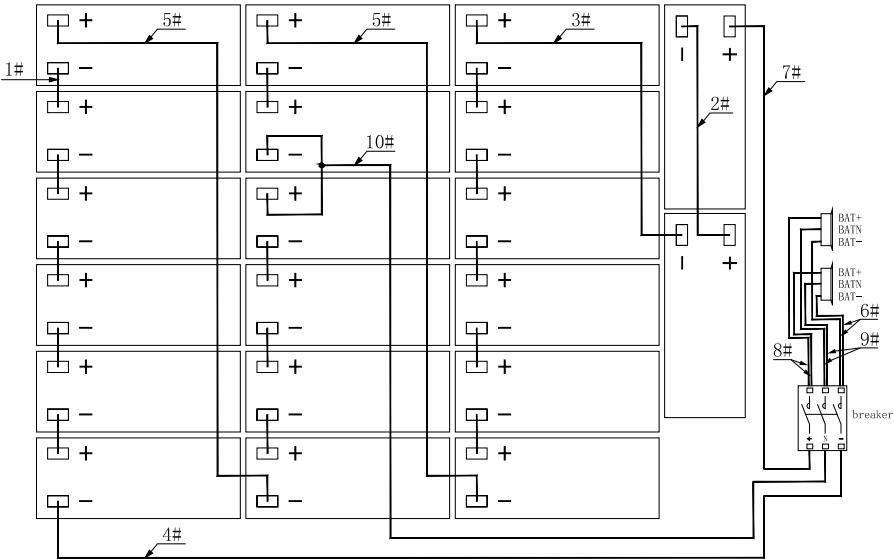 + 5# + 5# + 3# − +
1# − − − 7#
+ + + 2#
− − 10# −
+ + +
− − − − +
BAT+
BATN
BAT−
+ + +
BAT+
BATN
BAT−
− − − 6#
9#
8#
+ + +
− − − breaker
+ N −
+ + +
− − −
4#